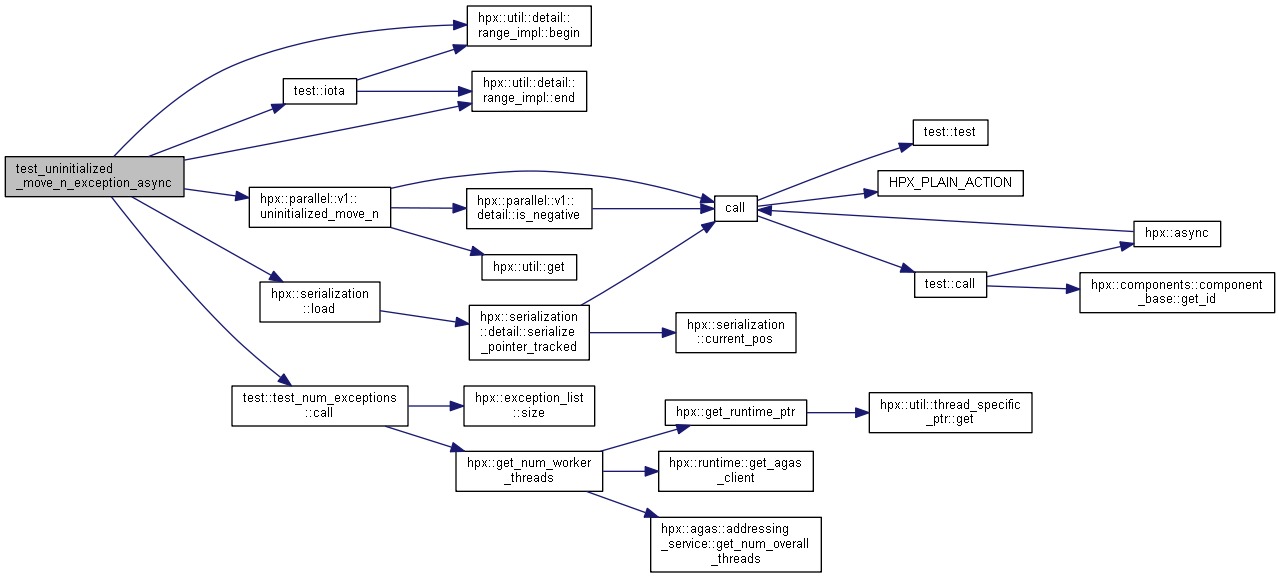 test_uninitialized
_move_n_exception_async
hpx::util::detail::
range_impl::begin
test::iota
hpx::util::detail::
range_impl::end
hpx::parallel::v1::
uninitialized_move_n
hpx::parallel::v1::
detail::is_negative
hpx::util::get
call
test::test
HPX_PLAIN_ACTION
test::call
hpx::async
hpx::components::component
_base::get_id
hpx::serialization
::load
hpx::serialization
::detail::serialize
_pointer_tracked
hpx::serialization
::current_pos
test::test_num_exceptions
::call
hpx::exception_list
::size
hpx::get_num_worker
_threads
hpx::get_runtime_ptr
hpx::util::thread_specific
_ptr::get
hpx::runtime::get_agas
_client
hpx::agas::addressing
_service::get_num_overall
_threads